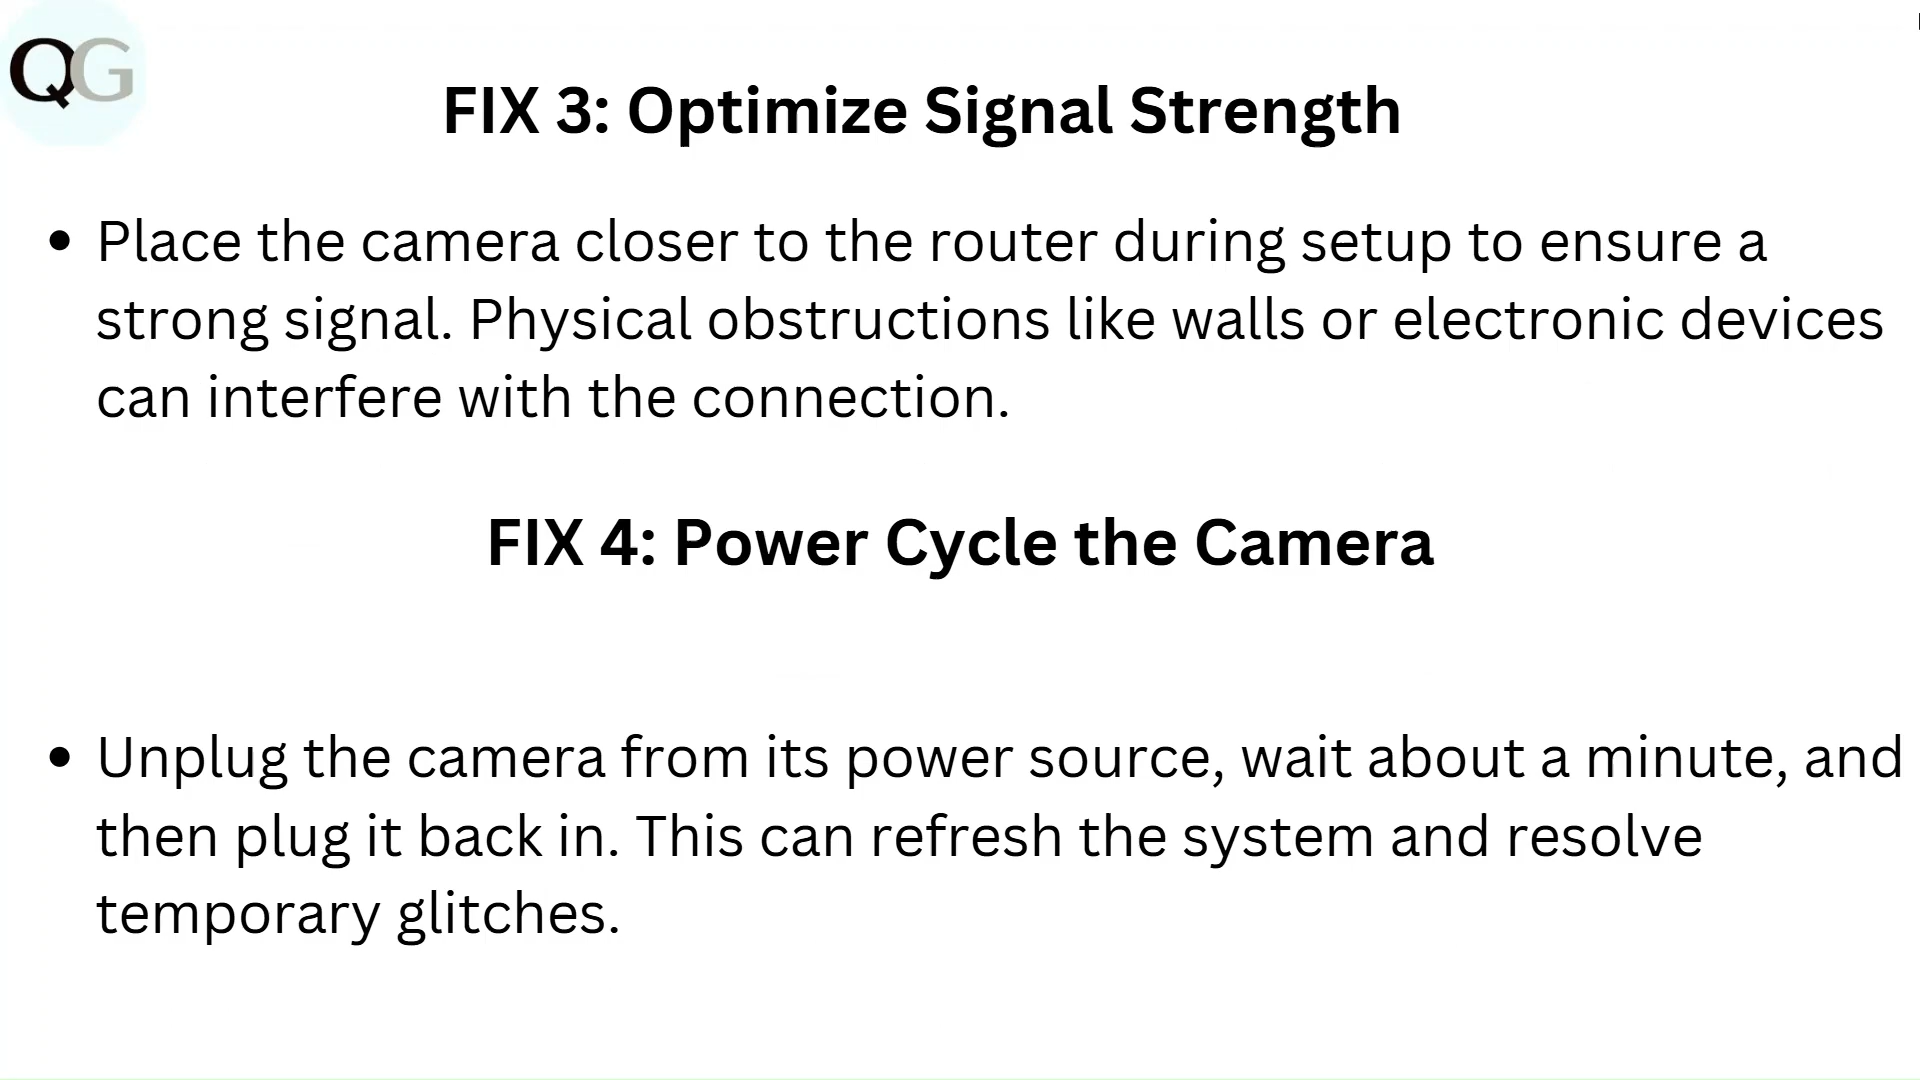 QG
FIX 3: Optimize Signal Strength
• Place the camera closer to the router during setup to ensure a
strong signal. Physical obstructions like walls or electronic devices
can interfere with the connection.
FIX 4: Power Cycle the Camera
• Unplug the camera from its power source, wait about a minute, and
then plug it back in. This can refresh the system and resolve
temporary glitches.